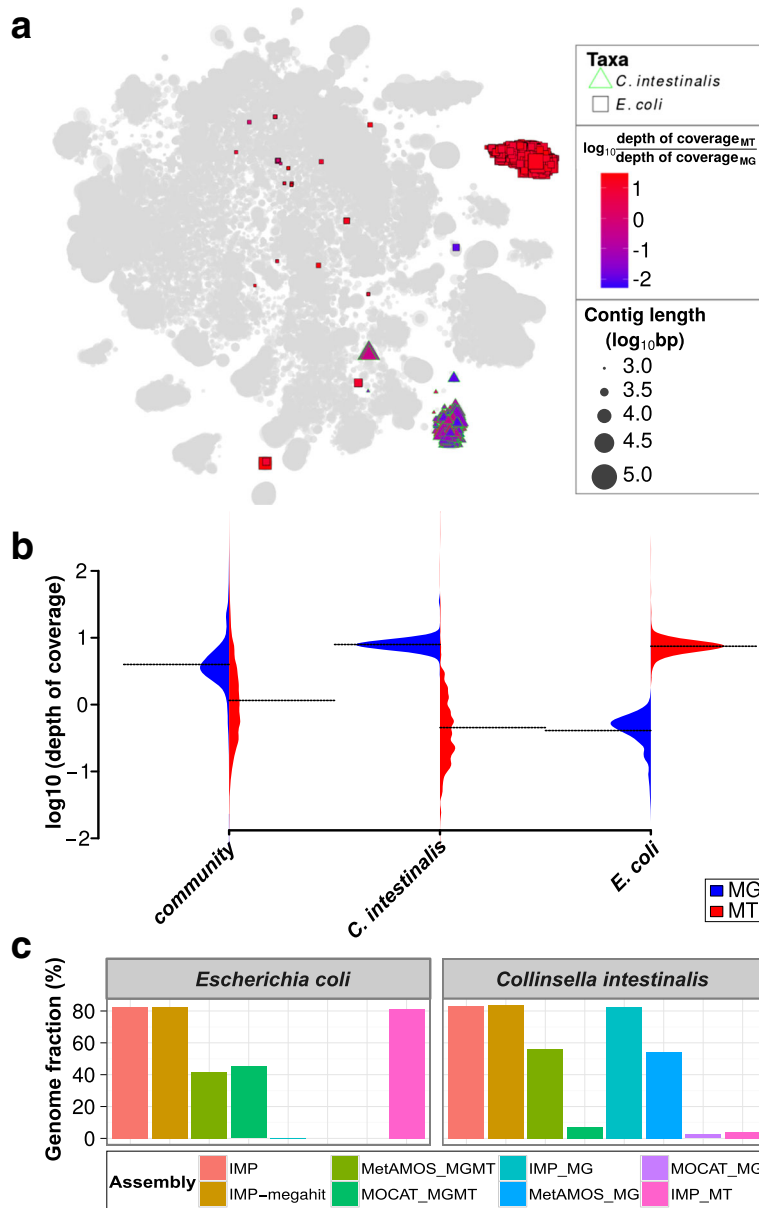 a
Taxa
C. intestinalis
E. coli
log10 depth of coverageMT
depth of coverageMG
1
0
-1
-2
Contig length
(log10bp)
3.0
3.5
4.0
4.5
5.0
b
log10 (depth of coverage)
2
1
0
−1
−2
community
C. intestinalis
E. coli
MG
MT
c
Genome fraction (%)
Escherichia coli
Collinsella intestinalis
80
60
40
20
0
Assembly
IMP
MetAMOS_MGMT
IMP_MG
MOCAT_MG
IMP−megahit
MOCAT_MGMT
MetAMOS_MG
IMP_MT